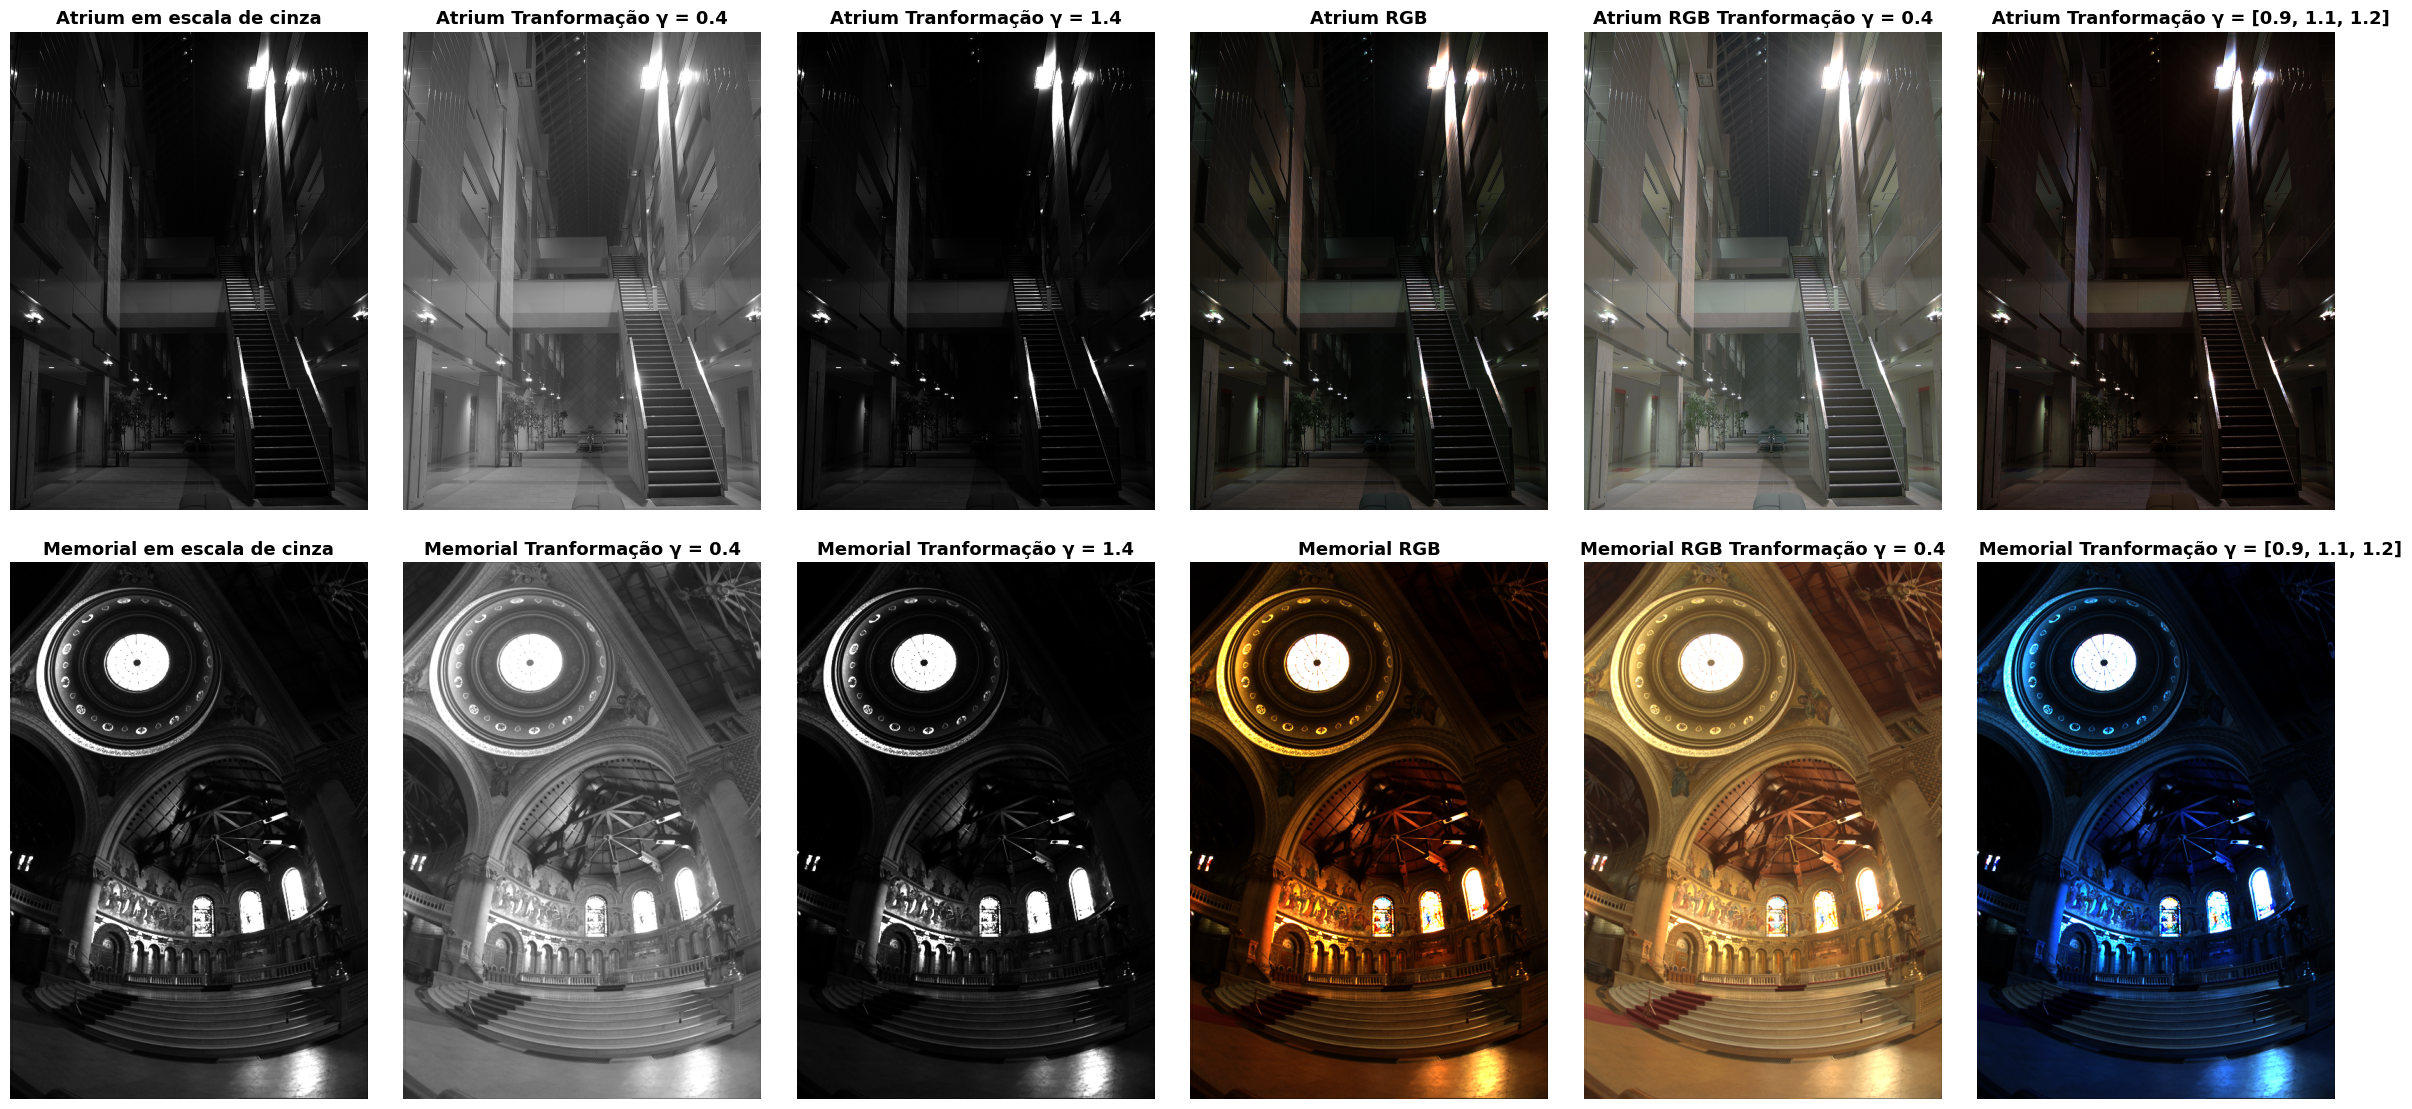 Atrium em escala de cinza
Atrium Tranformação γ = 0.4
Atrium Tranformação γ = 1.4
Atrium RGB
Atrium RGB Tranformação γ = 0.4
Atrium Tranformação γ = [0.9, 1.1, 1.2]
Memorial em escala de cinza
Memorial Tranformação γ = 0.4
Memorial Tranformação γ = 1.4
Memorial RGB
Memorial RGB Tranformação γ = 0.4
Memorial Tranformação γ = [0.9, 1.1, 1.2]